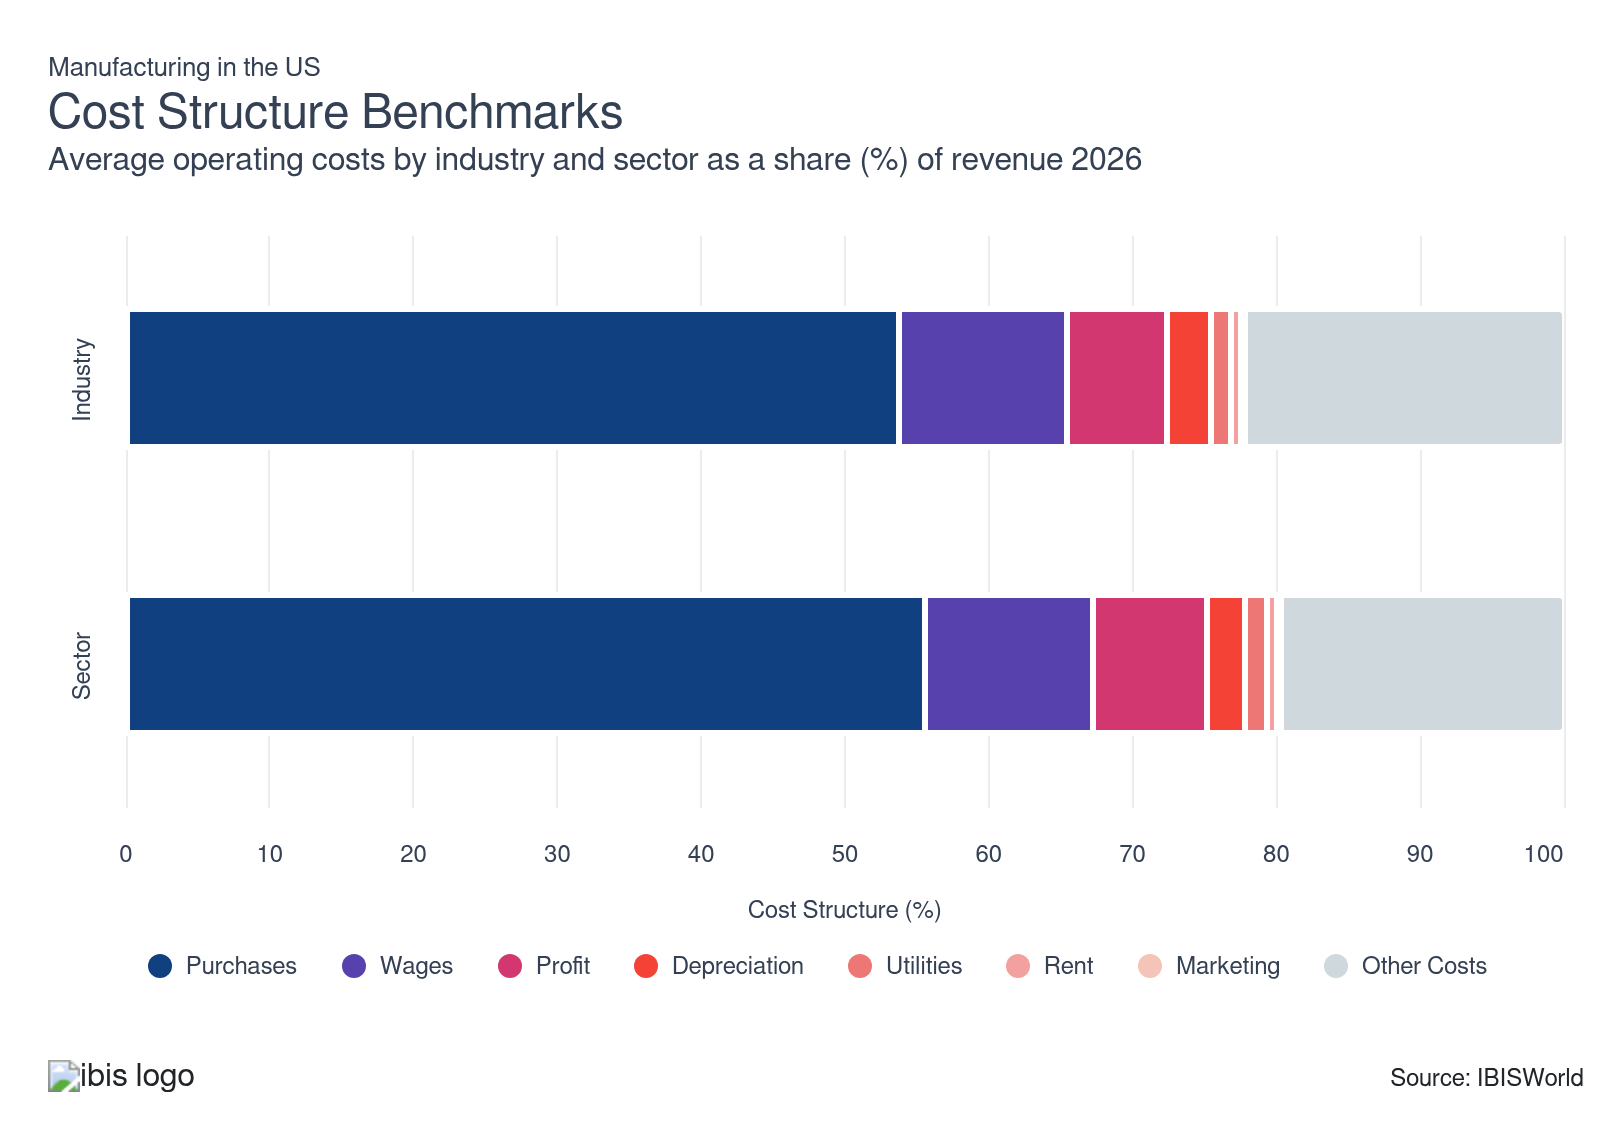 Manufacturing in the US
Cost Structure Benchmarks
Average operating costs by industry and sector as a share (%) of revenue 2026
Industry
Sector
0 10 20 30 40 50 60 70 80 90 100
Cost Structure (%)
Purchases Wages Profit Depreciation Utilities Rent Marketing Other Costs
ibis logo
Source: IBISWorld